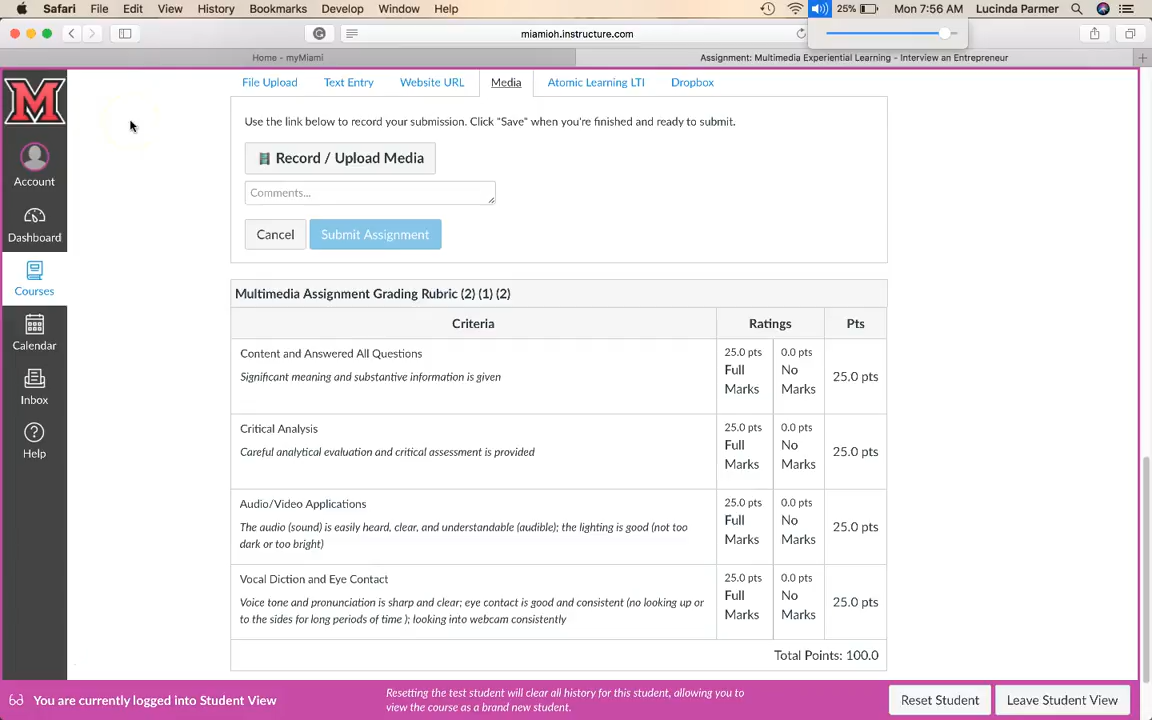 Safari File Edit View History Bookmarks Develop Window Help 25% Mon 7:56 AM Lucinda Parmer
miamioh.instructure.com
Home - myMiami
Assignment: Multimedia Experiential Learning - Interview an Entrepreneur
M
Account
Dashboard
Courses
Calendar
Inbox
Help
File Upload Text Entry Website URL Media Atomic Learning LTI Dropbox
Use the link below to record your submission. Click "Save" when you're finished and ready to submit.
Record / Upload Media
Comments...
Cancel Submit Assignment
Multimedia Assignment Grading Rubric (2) (1) (2)
Criteria Ratings Pts
Content and Answered All Questions
Significant meaning and substantive information is given
25.0 pts
Full
Marks
0.0 pts
No
Marks
25.0 pts
Critical Analysis
Careful analytical evaluation and critical assessment is provided
25.0 pts
Full
Marks
0.0 pts
No
Marks
25.0 pts
Audio/Video Applications
The audio (sound) is easily heard, clear, and understandable (audible); the lighting is good (not too
dark or too bright)
25.0 pts
Full
Marks
0.0 pts
No
Marks
25.0 pts
Vocal Diction and Eye Contact
Voice tone and pronunciation is sharp and clear; eye contact is good and consistent (no looking up or
to the sides for long periods of time ); looking into webcam consistently
25.0 pts
Full
Marks
0.0 pts
No
Marks
25.0 pts
Total Points: 100.0
You are currently logged into Student View
Resetting the test student will clear all history for this student, allowing you to
view the course as a brand new student.
Reset Student Leave Student View